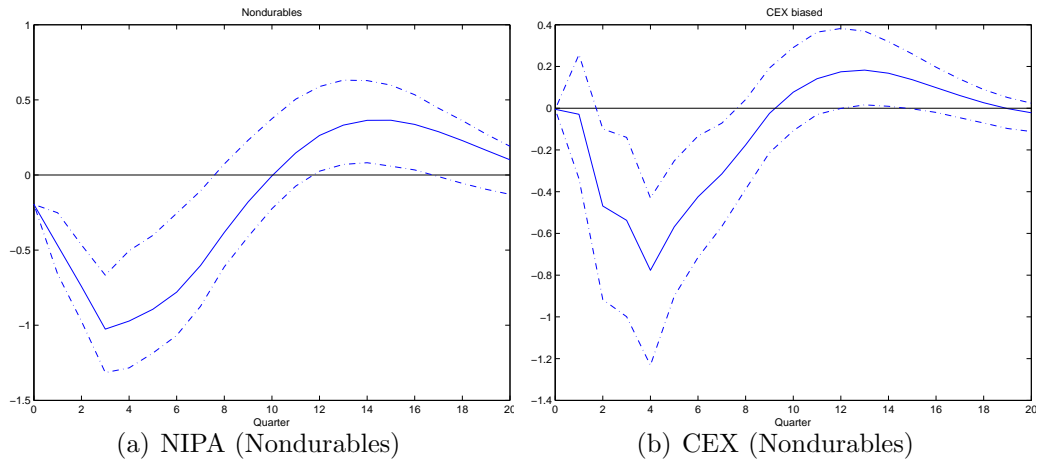 Nondurables
1
0.5
0
−0.5
−1
−1.5
0 2 4 6 8 10 12 14 16 18 20
Quarter
(a) NIPA (Nondurables)
CEX biased
0.4
0.2
0
−0.2
−0.4
−0.6
−0.8
−1
−1.2
−1.4
0 2 4 6 8 10 12 14 16 18 20
Quarter
(b) CEX (Nondurables)